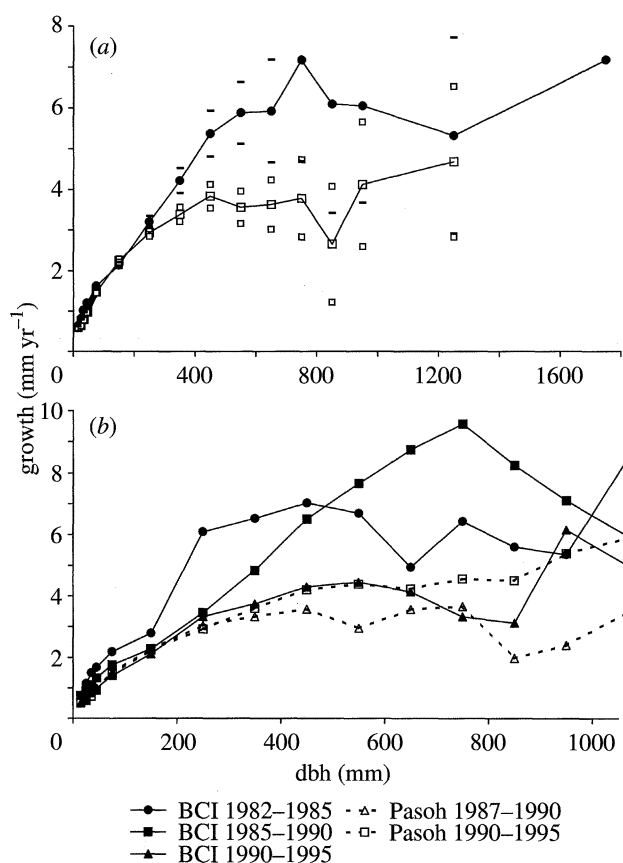 (a)
8
6
4
2
0 400 800 1200 1600
growth (mm yr⁻¹)
(b)
10
8
6
4
2
0 200 400 600 800 1000
dbh (mm)
BCI 1982–1985 Pasoh 1987–1990
BCI 1985–1990 Pasoh 1990–1995
BCI 1990–1995